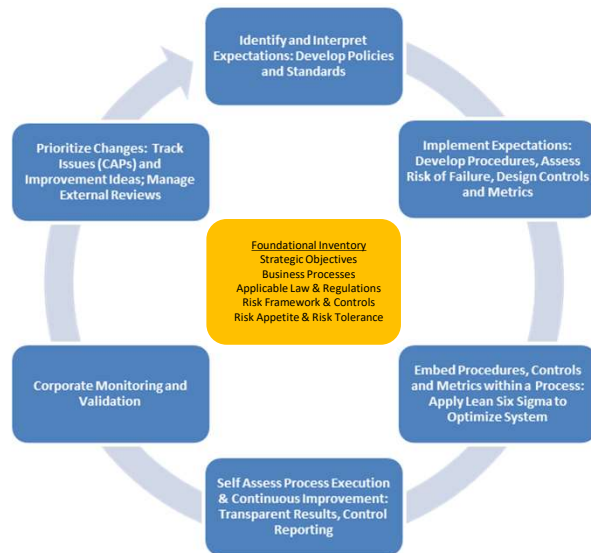 Identify and Interpret
Expectations: Develop Policies
and Standards
Implement Expectations:
Develop Procedures, Assess
Risk of Failure, Design Controls
and Metrics
Embed Procedures, Controls
and Metrics within a Process:
Apply Lean Six Sigma to
Optimize System
Self Assess Process Execution
& Continuous Improvement:
Transparent Results, Control
Reporting
Corporate Monitoring and
Validation
Prioritize Changes: Track
Issues (CAPs) and
Improvement Ideas; Manage
External Reviews
Foundational Inventory
Strategic Objectives
Business Processes
Applicable Law & Regulations
Risk Framework & Controls
Risk Appetite & Risk Tolerance